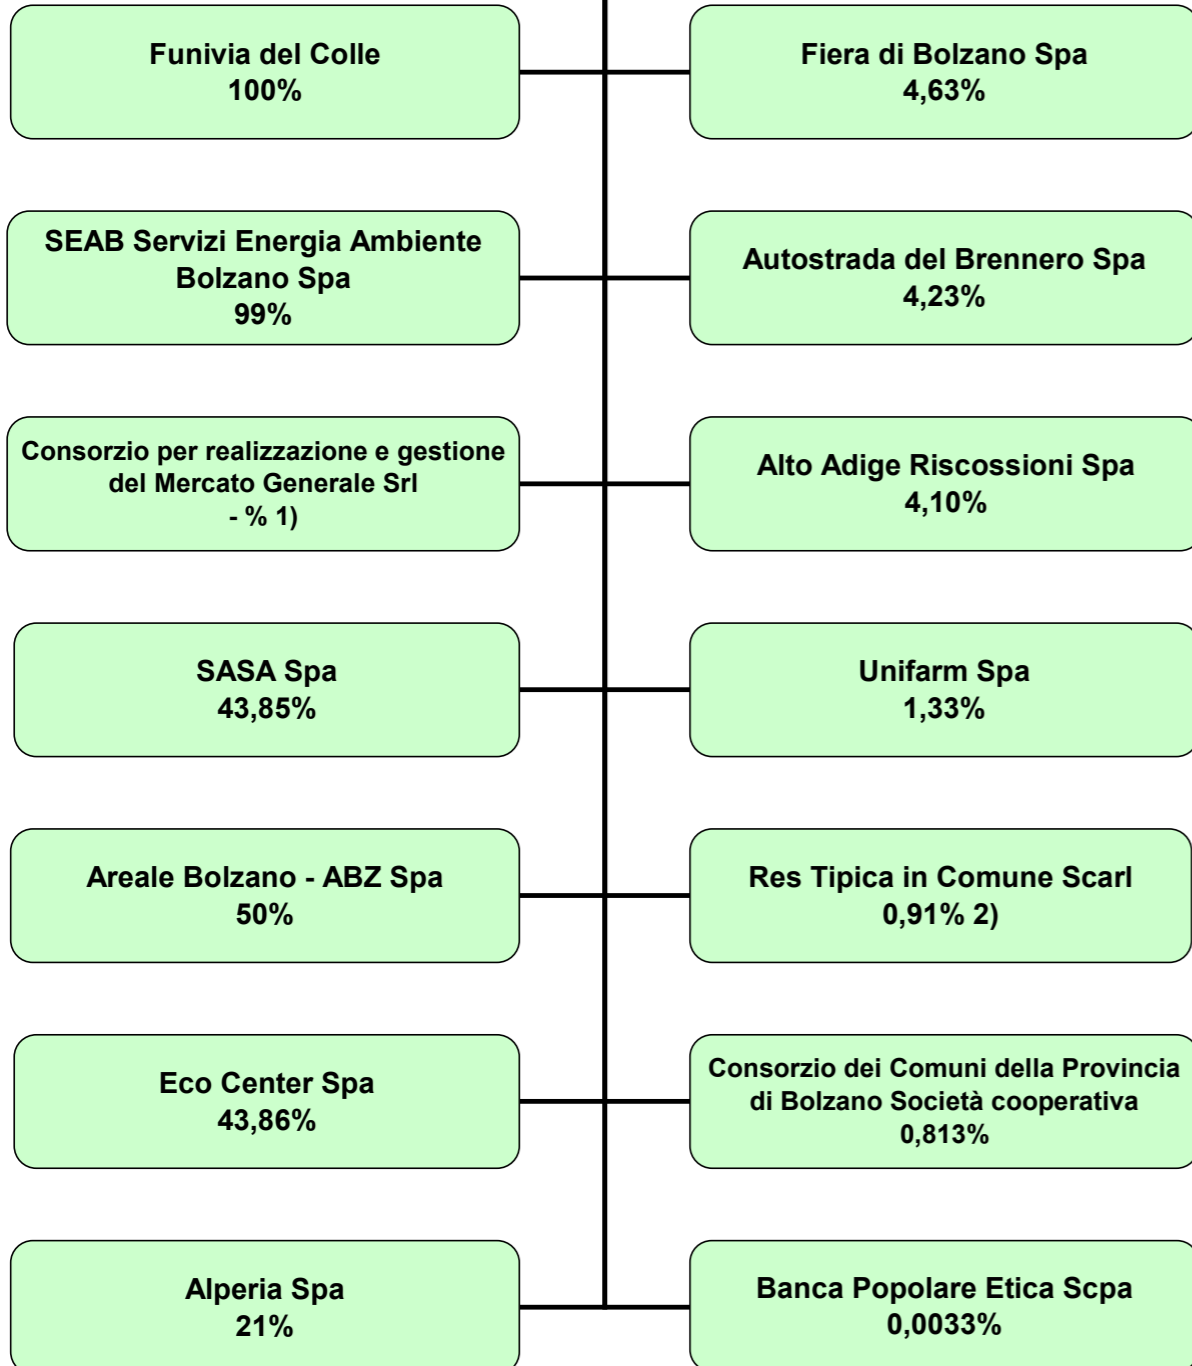 Funivia del Colle
100%
Fiera di Bolzano Spa
4,63%
SEAB Servizi Energia Ambiente
Bolzano Spa
99%
Autostrada del Brennero Spa
4,23%
Consorzio per realizzazione e gestione
del Mercato Generale Srl
- % 1)
Alto Adige Riscossioni Spa
4,10%
SASA Spa
43,85%
Unifarm Spa
1,33%
Areale Bolzano - ABZ Spa
50%
Res Tipica in Comune Scarl
0,91% 2)
Eco Center Spa
43,86%
Consorzio dei Comuni della Provincia
di Bolzano Società cooperativa
0,813%
Alperia Spa
21%
Banca Popolare Etica Scpa
0,0033%